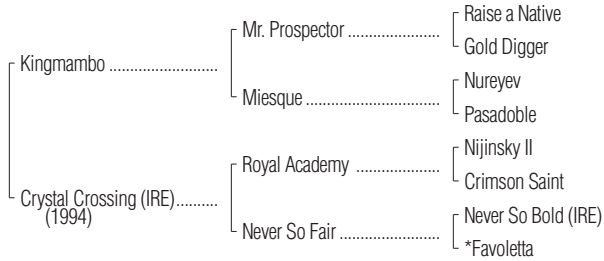 Raise a Native
Mr. Prospector ....................
Gold Digger
Kingmambo ........................
Nureyev
Miesque .............................
Pasadoble
Nijinsky II
Royal Academy ..................
Crimson Saint
Crystal Crossing (IRE).........
(1994)
Never So Bold (IRE)
Never So Fair ......................
*Favoletta